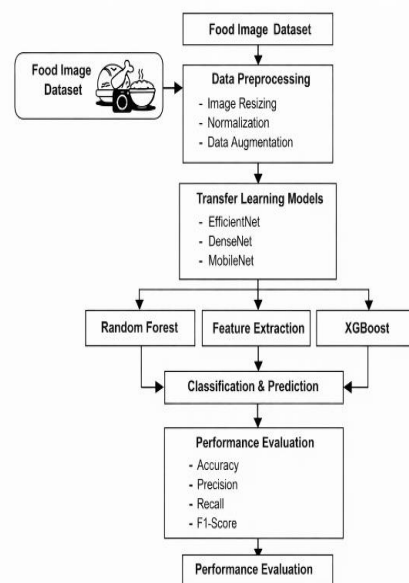 Food Image Dataset
Food Image
Dataset
Data Preprocessing
- Image Resizing
- Normalization
- Data Augmentation
Transfer Learning Models
- EfficientNet
- DenseNet
- MobileNet
Random Forest
Feature Extraction
XGBoost
Classification & Prediction
Performance Evaluation
- Accuracy
- Precision
- Recall
- F1-Score
Performance Evaluation